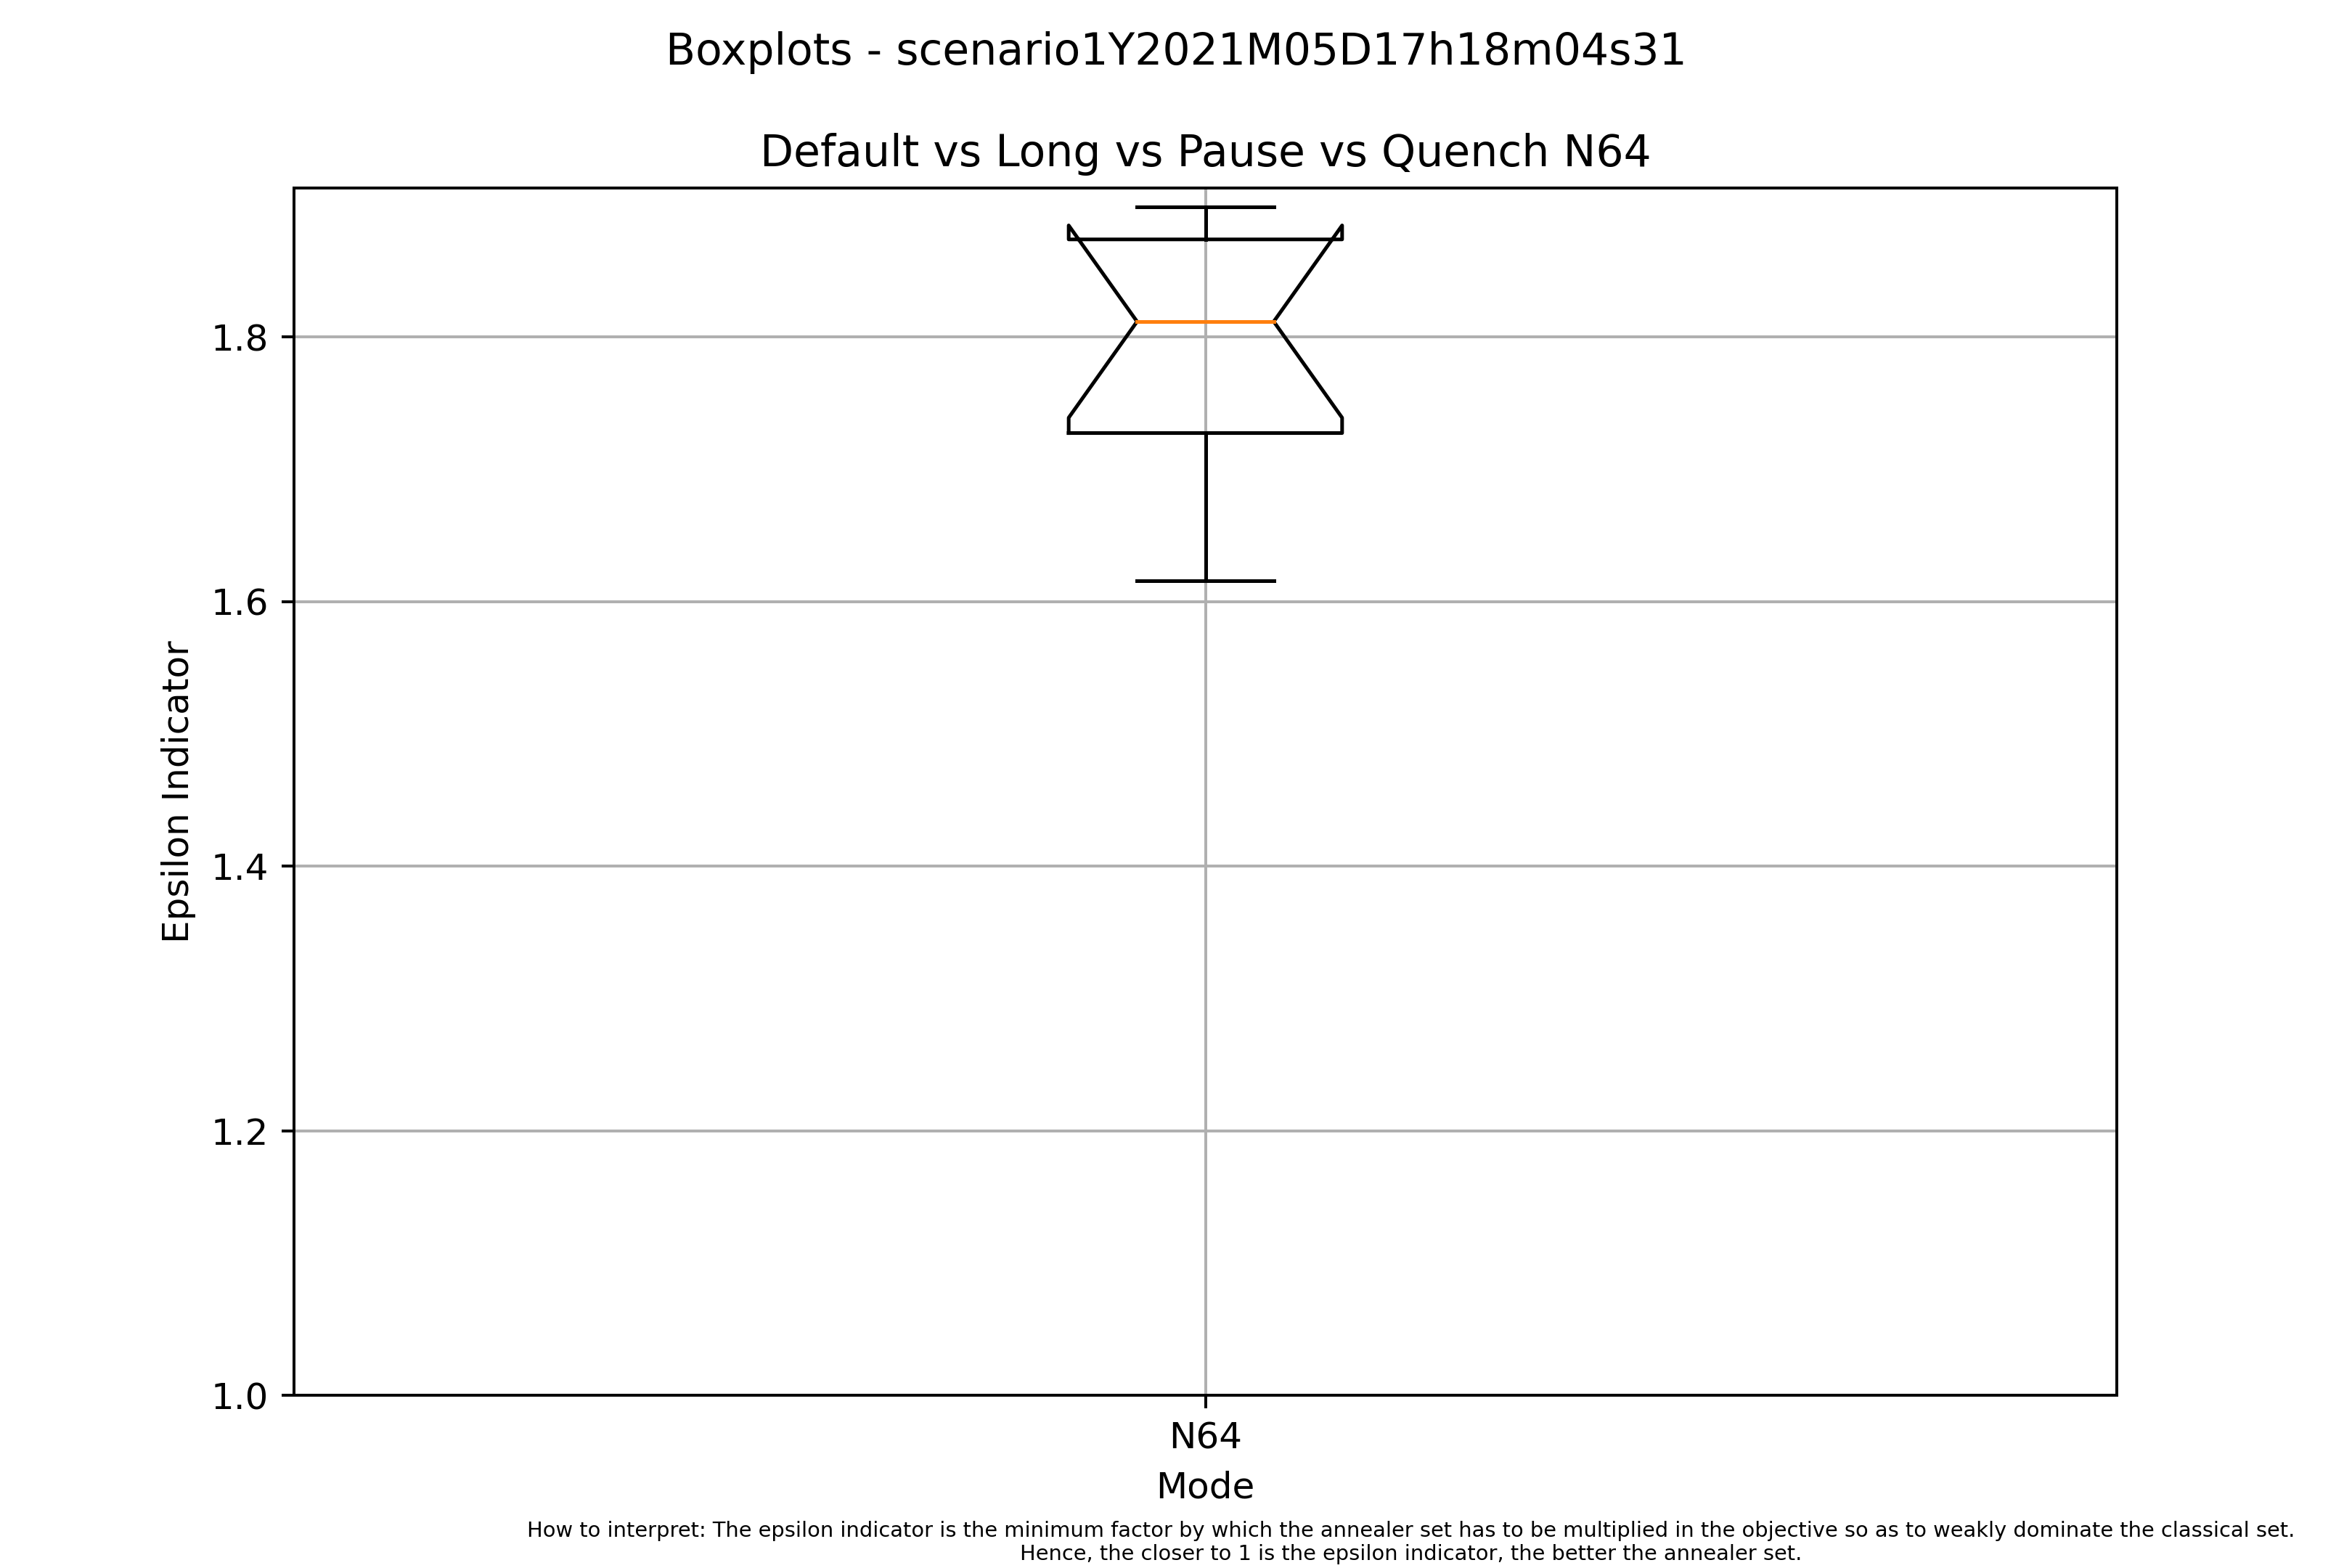 Boxplots - scenario1Y2021M05D17h18m04s31
Default vs Long vs Pause vs Quench N64
1.8
1.6
1.4
1.2
1.0
Epsilon Indicator
N64
Mode
How to interpret: The epsilon indicator is the minimum factor by which the annealer set has to be multiplied in the objective so as to weakly dominate the classical set.
Hence, the closer to 1 is the epsilon indicator, the better the annealer set.